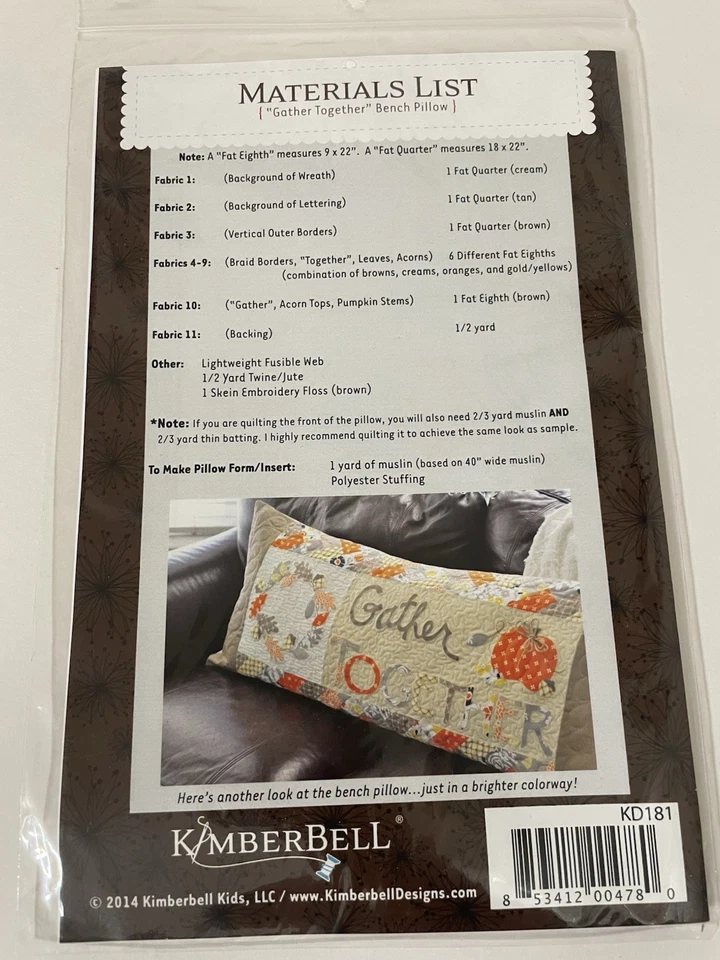 MATERIALS LIST
{ "Gather Together" Bench Pillow }
Note: A "Fat Eighth" measures 9 x 22". A "Fat Quarter" measures 18 x 22".
Fabric 1: (Background of Wreath) 1 Fat Quarter (cream)
Fabric 2: (Background of Lettering) 1 Fat Quarter (tan)
Fabric 3: (Vertical Outer Borders) 1 Fat Quarter (brown)
Fabrics 4-9: (Braid Borders, "Together", Leaves, Acorns) 6 Different Fat Eighths
(combination of browns, creams, oranges, and gold/yellows)
Fabric 10: ("Gather", Acorn Tops, Pumpkin Stems) 1 Fat Eighth (brown)
Fabric 11: (Backing) 1/2 yard
Other: Lightweight Fusible Web
1/2 Yard Twine/Jute
1 Skein Embroidery Floss (brown)
*Note: If you are quilting the front of the pillow, you will also need 2/3 yard muslin AND
2/3 yard thin batting. I highly recommend quilting it to achieve the same look as sample.
To Make Pillow Form/Insert: 1 yard of muslin (based on 40" wide muslin)
Polyester Stuffing
Gather
TOGETHER
Here's another look at the bench pillow...just in a brighter colorway!
KIMBERBELL®
© 2014 Kimberbell Kids, LLC / www.KimberbellDesigns.com
KD181
8 53412 00478 0